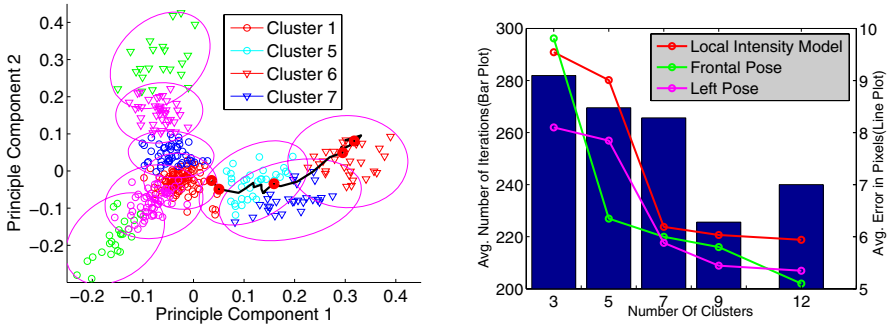 0.4
0.3
0.2
0.1
0
−0.1
−0.2
Principle Component 2
−0.2
−0.1
0
0.1
0.2
0.3
0.4
Principle Component 1
Cluster 1
Cluster 5
Cluster 6
Cluster 7
300
280
260
240
220
200
Avg. Number of Iterations(Bar Plot)
3
5
7
9
12
Number Of Clusters
Local Intensity Model
Frontal Pose
Left Pose
10
9
8
7
6
5
Avg. Error in Pixels(Line Plot)